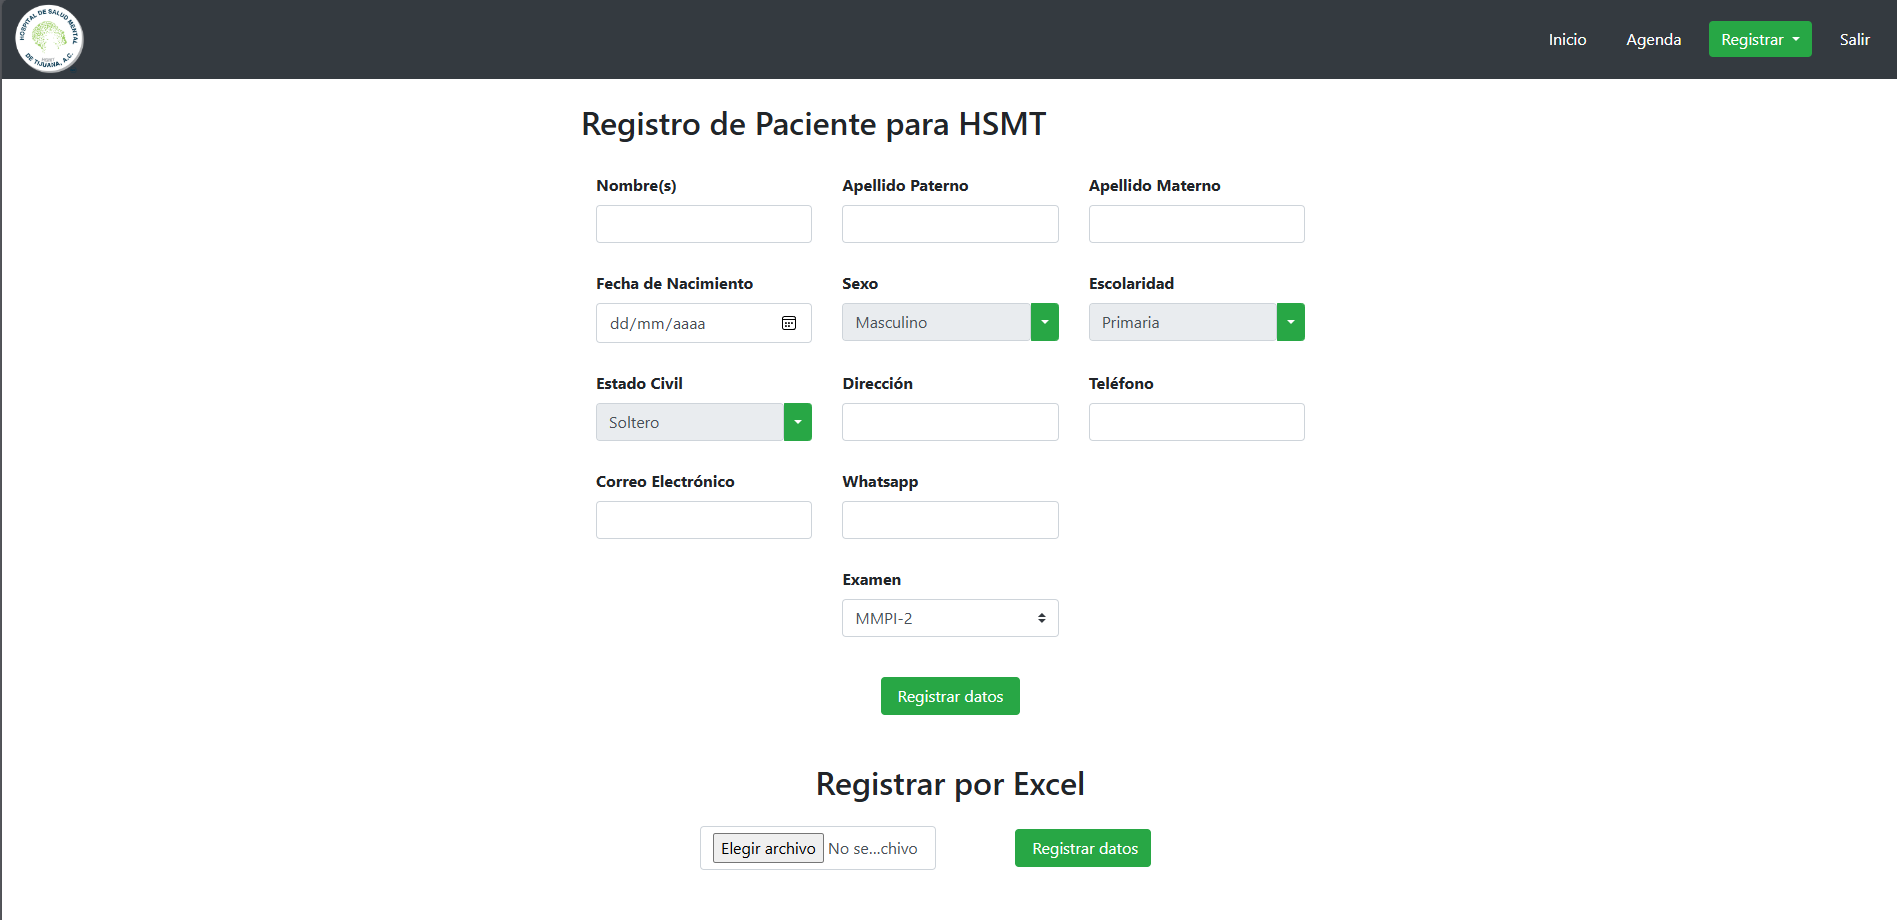 HOSPITAL DE SALUD MENTAL
DE TIJUANA, A.C.
Inicio Agenda Registrar Salir
Registro de Paciente para HSMT
Nombre(s) Apellido Paterno Apellido Materno
Fecha de Nacimiento Sexo Escolaridad
dd/mm/aaaa Masculino Primaria
Estado Civil Dirección Teléfono
Soltero
Correo Electrónico Whatsapp
Examen
MMPI-2
Registrar datos
Registrar por Excel
Elegir archivo No se...chivo Registrar datos